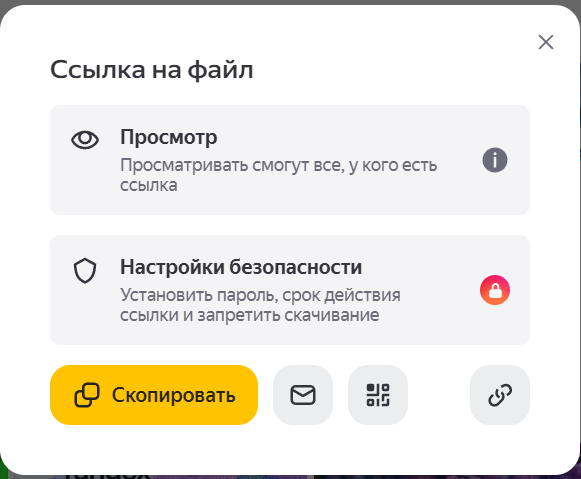 Ссылка на файл
Просмотр
Просматривать смогут все, у кого есть
ссылка
Настройки безопасности
Установить пароль, срок действия
ссылки и запретить скачивание
Скопировать